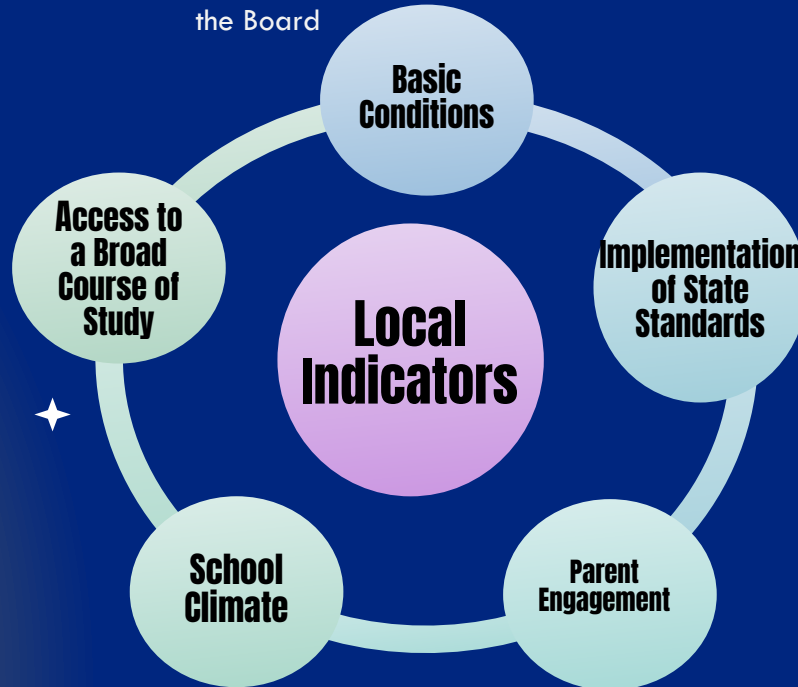 the Board
Basic
Conditions
Access to
a Broad
Course of
Study
Implementation
of State
Standards
Local
Indicators
School
Climate
Parent
Engagement